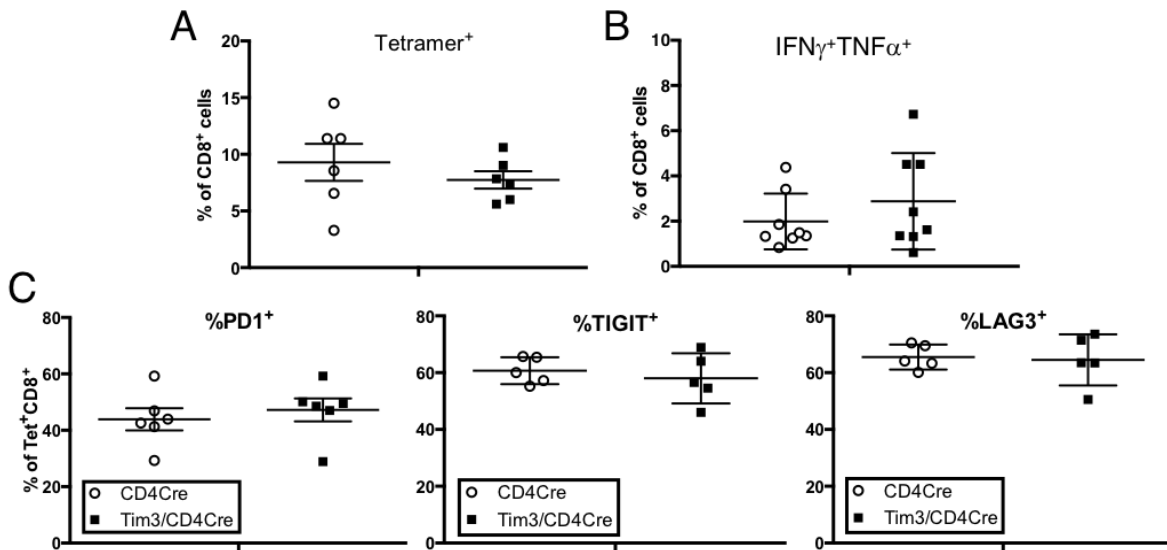 A
Tetramer⁺
% of CD8⁺ cells
20
15
10
5
0
B
IFNγ⁺TNFα⁺
% of CD8⁺ cells
10
8
6
4
2
0
C
%PD1⁺
% of Tet⁺CD8⁺
80
60
40
20
0
CD4Cre
Tim3/CD4Cre
%TIGIT⁺
80
60
40
20
0
CD4Cre
Tim3/CD4Cre
%LAG3⁺
80
60
40
20
0
CD4Cre
Tim3/CD4Cre